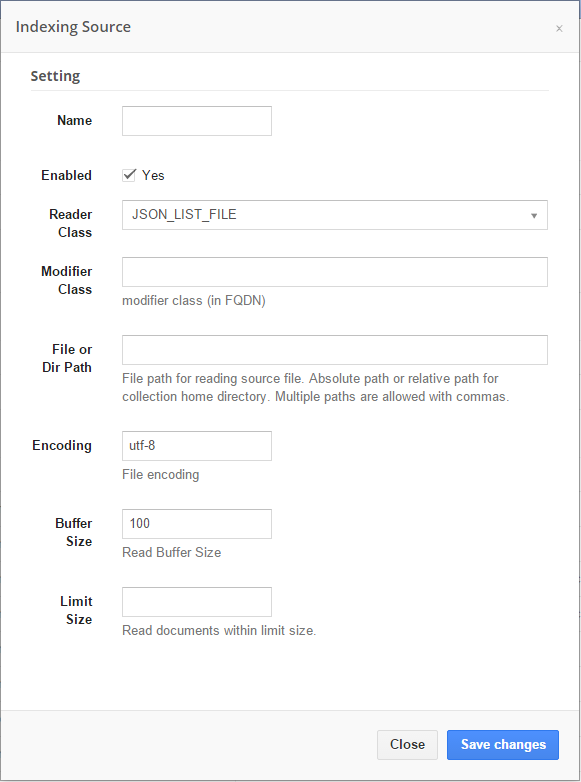 Indexing Source ×
Setting
Name
Enabled Yes
Reader JSON_LIST_FILE
Class
Modifier
Class
modifier class (in FQDN)
File or
Dir Path
File path for reading source file. Absolute path or relative path for
collection home directory. Multiple paths are allowed with commas.
Encoding utf-8
File encoding
Buffer 100
Size
Read Buffer Size
Limit
Size
Read documents within limit size.
Close Save changes